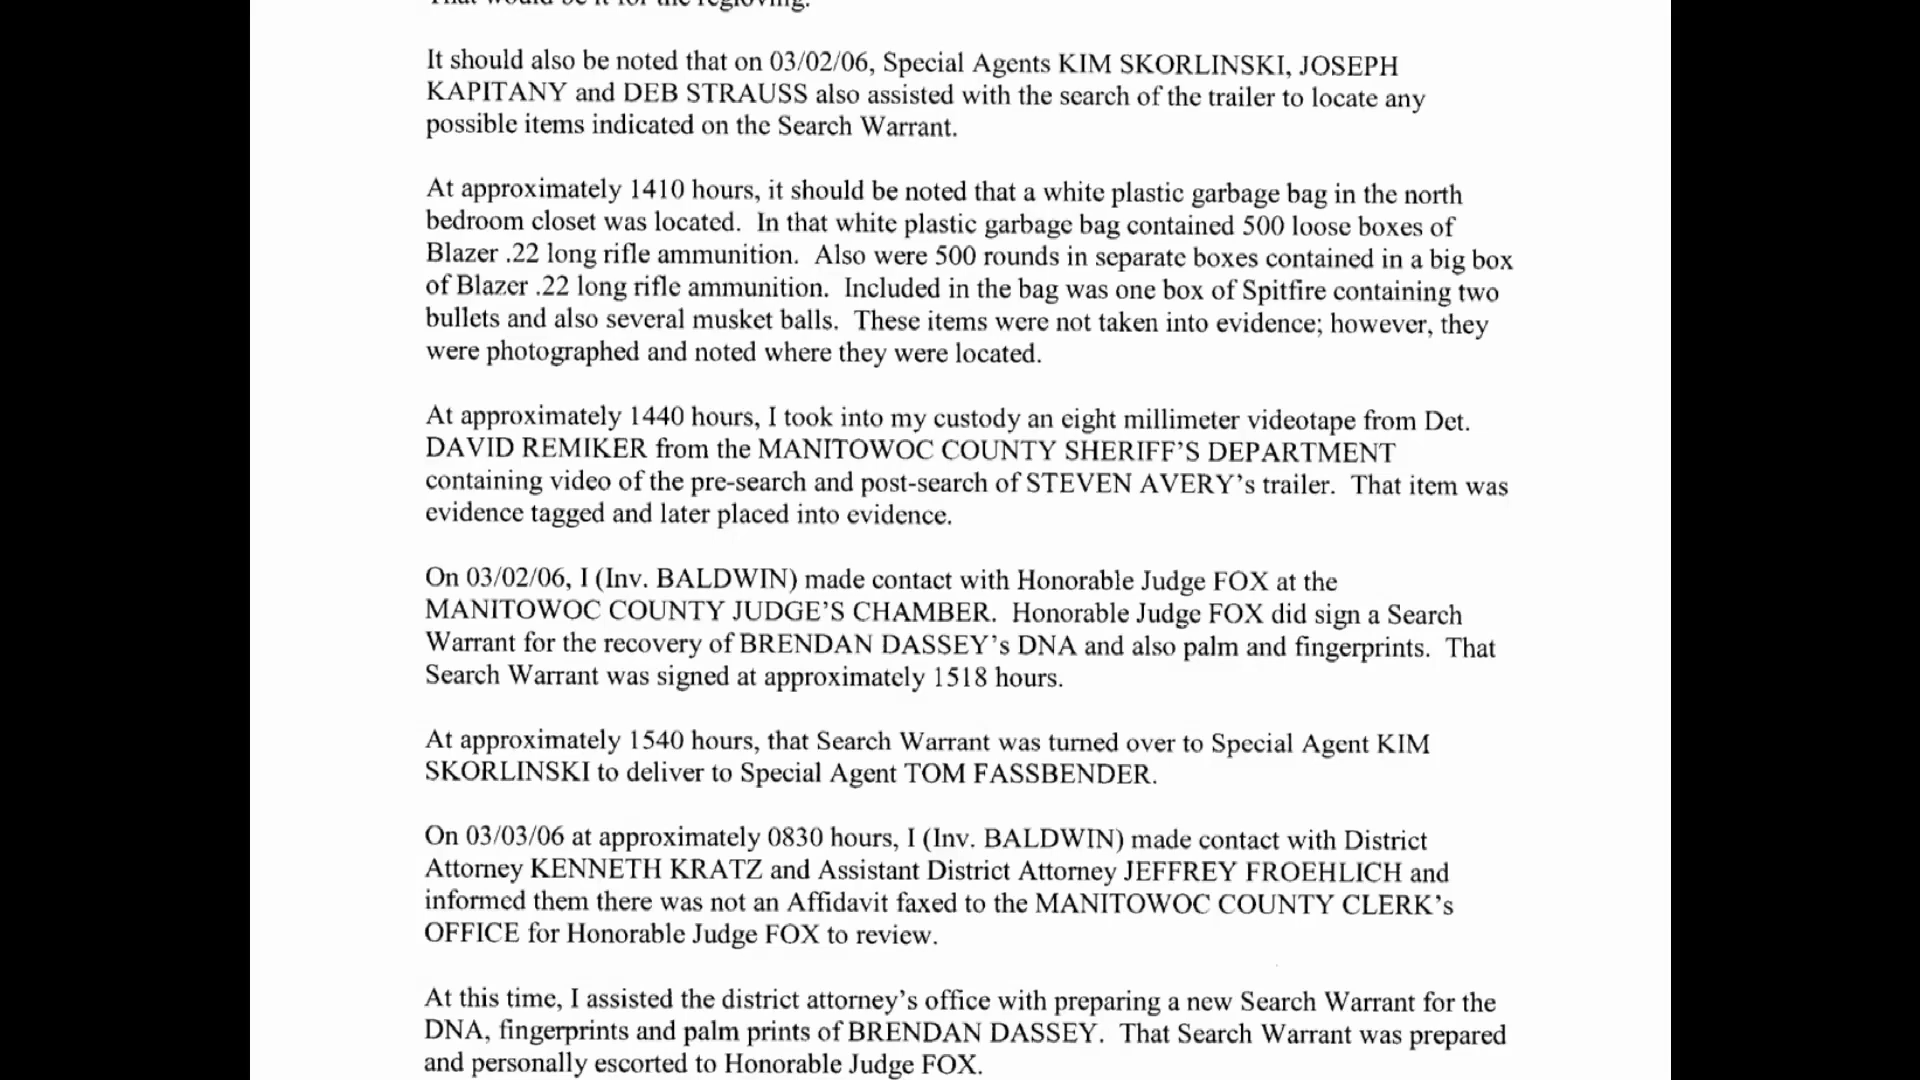 That would be it for the regloving.
It should also be noted that on 03/02/06, Special Agents KIM SKORLINSKI, JOSEPH
KAPITANY and DEB STRAUSS also assisted with the search of the trailer to locate any
possible items indicated on the Search Warrant.
At approximately 1410 hours, it should be noted that a white plastic garbage bag in the north
bedroom closet was located.  In that white plastic garbage bag contained 500 loose boxes of
Blazer .22 long rifle ammunition.  Also were 500 rounds in separate boxes contained in a big box
of Blazer .22 long rifle ammunition.  Included in the bag was one box of Spitfire containing two
bullets and also several musket balls.  These items were not taken into evidence; however, they
were photographed and noted where they were located.
At approximately 1440 hours, I took into my custody an eight millimeter videotape from Det.
DAVID REMIKER from the MANITOWOC COUNTY SHERIFF'S DEPARTMENT
containing video of the pre-search and post-search of STEVEN AVERY's trailer.  That item was
evidence tagged and later placed into evidence.
On 03/02/06, I (Inv. BALDWIN) made contact with Honorable Judge FOX at the
MANITOWOC COUNTY JUDGE'S CHAMBER.  Honorable Judge FOX did sign a Search
Warrant for the recovery of BRENDAN DASSEY's DNA and also palm and fingerprints.  That
Search Warrant was signed at approximately 1518 hours.
At approximately 1540 hours, that Search Warrant was turned over to Special Agent KIM
SKORLINSKI to deliver to Special Agent TOM FASSBENDER.
On 03/03/06 at approximately 0830 hours, I (Inv. BALDWIN) made contact with District
Attorney KENNETH KRATZ and Assistant District Attorney JEFFREY FROEHLICH and
informed them there was not an Affidavit faxed to the MANITOWOC COUNTY CLERK's
OFFICE for Honorable Judge FOX to review.
At this time, I assisted the district attorney's office with preparing a new Search Warrant for the
DNA, fingerprints and palm prints of BRENDAN DASSEY.  That Search Warrant was prepared
and personally escorted to Honorable Judge FOX.